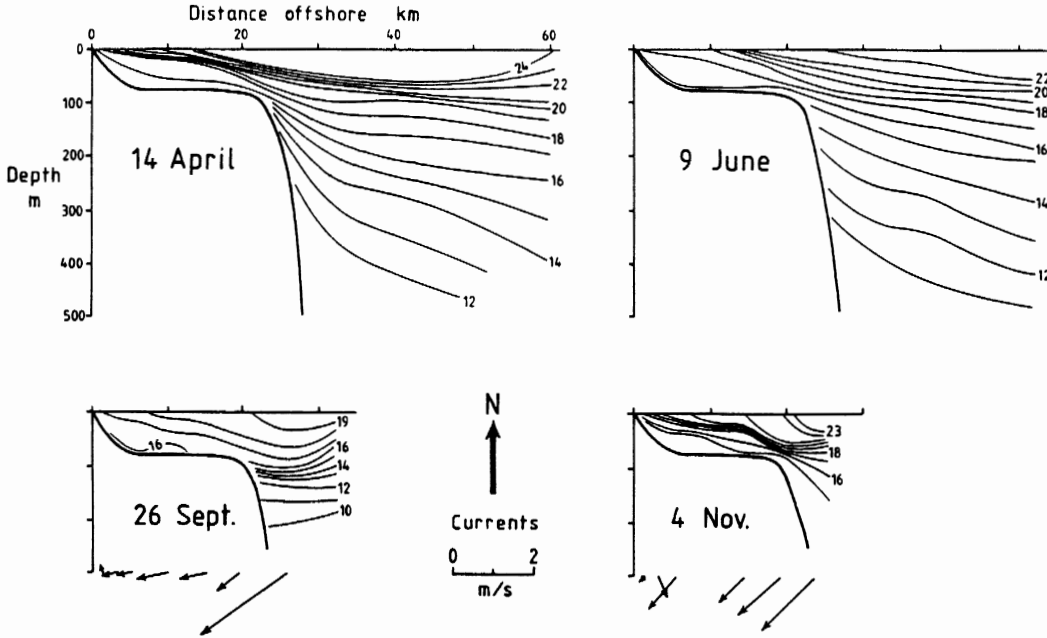 Distance offshore km
0 20 40 60
0
100
200
300
400
500
Depth
m
14 April
24
22
20
18
16
14
12
9 June
22
20
18
16
14
12
26 Sept.
16
19
16
14
12
10
N
Currents
0 2
m/s
4 Nov.
23
18
16